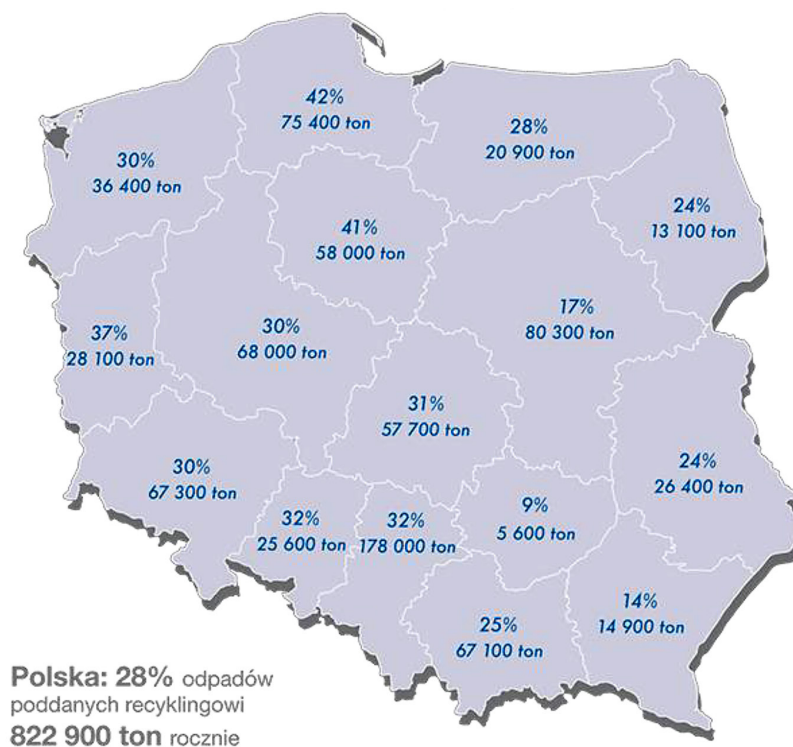 42%
75 400 ton
28%
20 900 ton
30%
36 400 ton
24%
13 100 ton
41%
58 000 ton
17%
80 300 ton
30%
68 000 ton
37%
28 100 ton
31%
57 700 ton
24%
26 400 ton
30%
67 300 ton
9%
5 600 ton
32%
25 600 ton
32%
178 000 ton
14%
14 900 ton
25%
67 100 ton
Polska: 28% odpadów
poddanych recyklingowi
822 900 ton rocznie